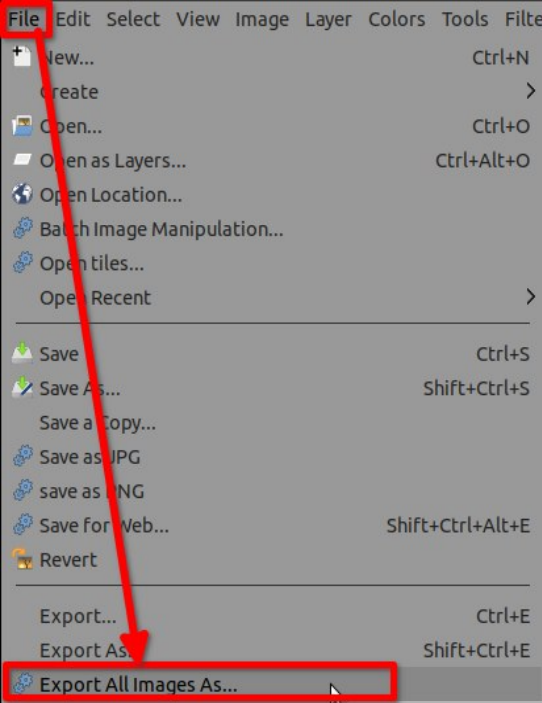 File Edit Select View Image Layer Colors Tools Filte
New... Ctrl+N
Create
Open... Ctrl+O
Open as Layers... Ctrl+Alt+O
Open Location...
Batch Image Manipulation...
Open tiles...
Open Recent
Save Ctrl+S
Save As... Shift+Ctrl+S
Save a Copy...
Save as JPG
save as PNG
Save for Web... Shift+Ctrl+Alt+E
Revert
Export... Ctrl+E
Export As Shift+Ctrl+E
Export All Images As...